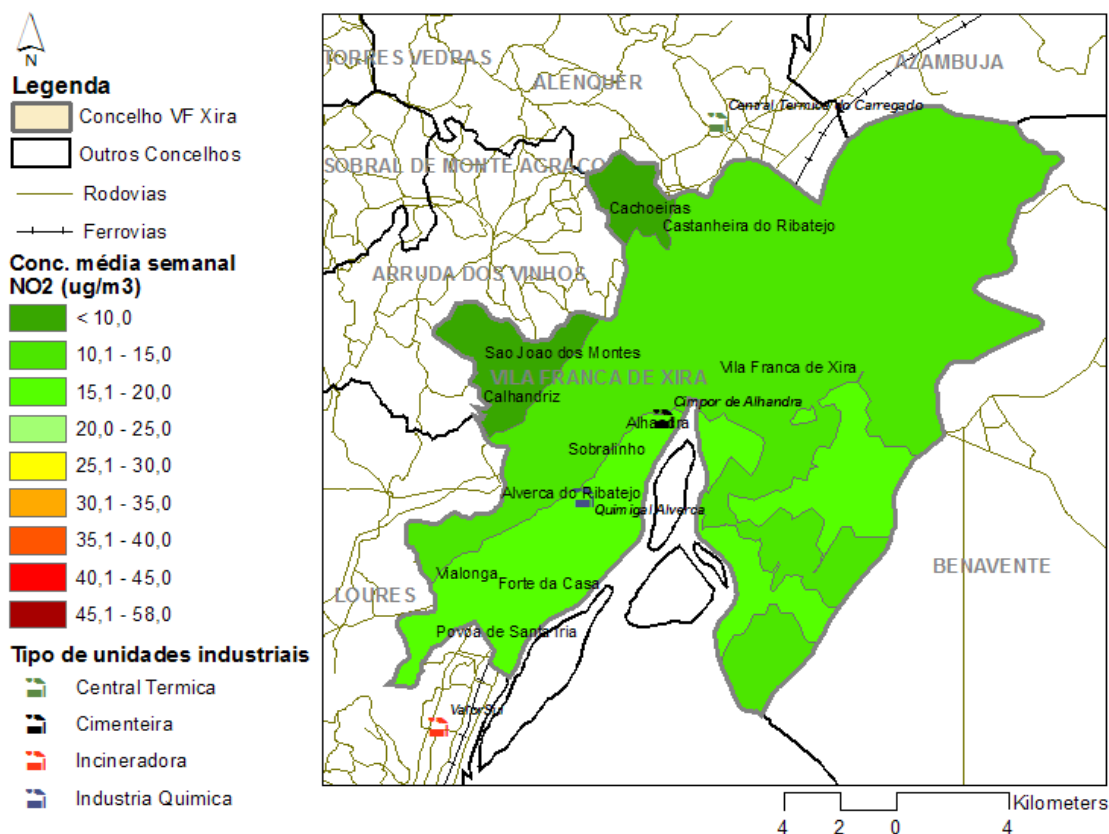 N
Legenda
Concelho VF Xira
Outros Concelhos
Rodovias
Ferrovias
Conc. média semanal
NO2 (ug/m3)
< 10,0
10,1 - 15,0
15,1 - 20,0
20,0 - 25,0
25,1 - 30,0
30,1 - 35,0
35,1 - 40,0
40,1 - 45,0
45,1 - 58,0
Tipo de unidades industriais
Central Termica
Cimenteira
Incineradora
Industria Quimica
TORRES VEDRAS
ALENQUER
AZAMBUJA
Central Termica do Carregado
SOBRAL DE MONTE AGRACO
Cachoeiras
Castanheira do Ribatejo
ARRUDA DOS VINHOS
Sao Joao dos Montes
VILA FRANCA DE XIRA
Vila Franca de Xira
Calhandriz
Cimpor de Alhandra
Alhandra
Sobralinho
Alverca do Ribatejo
Quimigal Alverca
BENAVENTE
Vialonga
Forte da Casa
LOURES
Povoa de Santa Iria
ValorSul
Kilometers
4 2 0 4